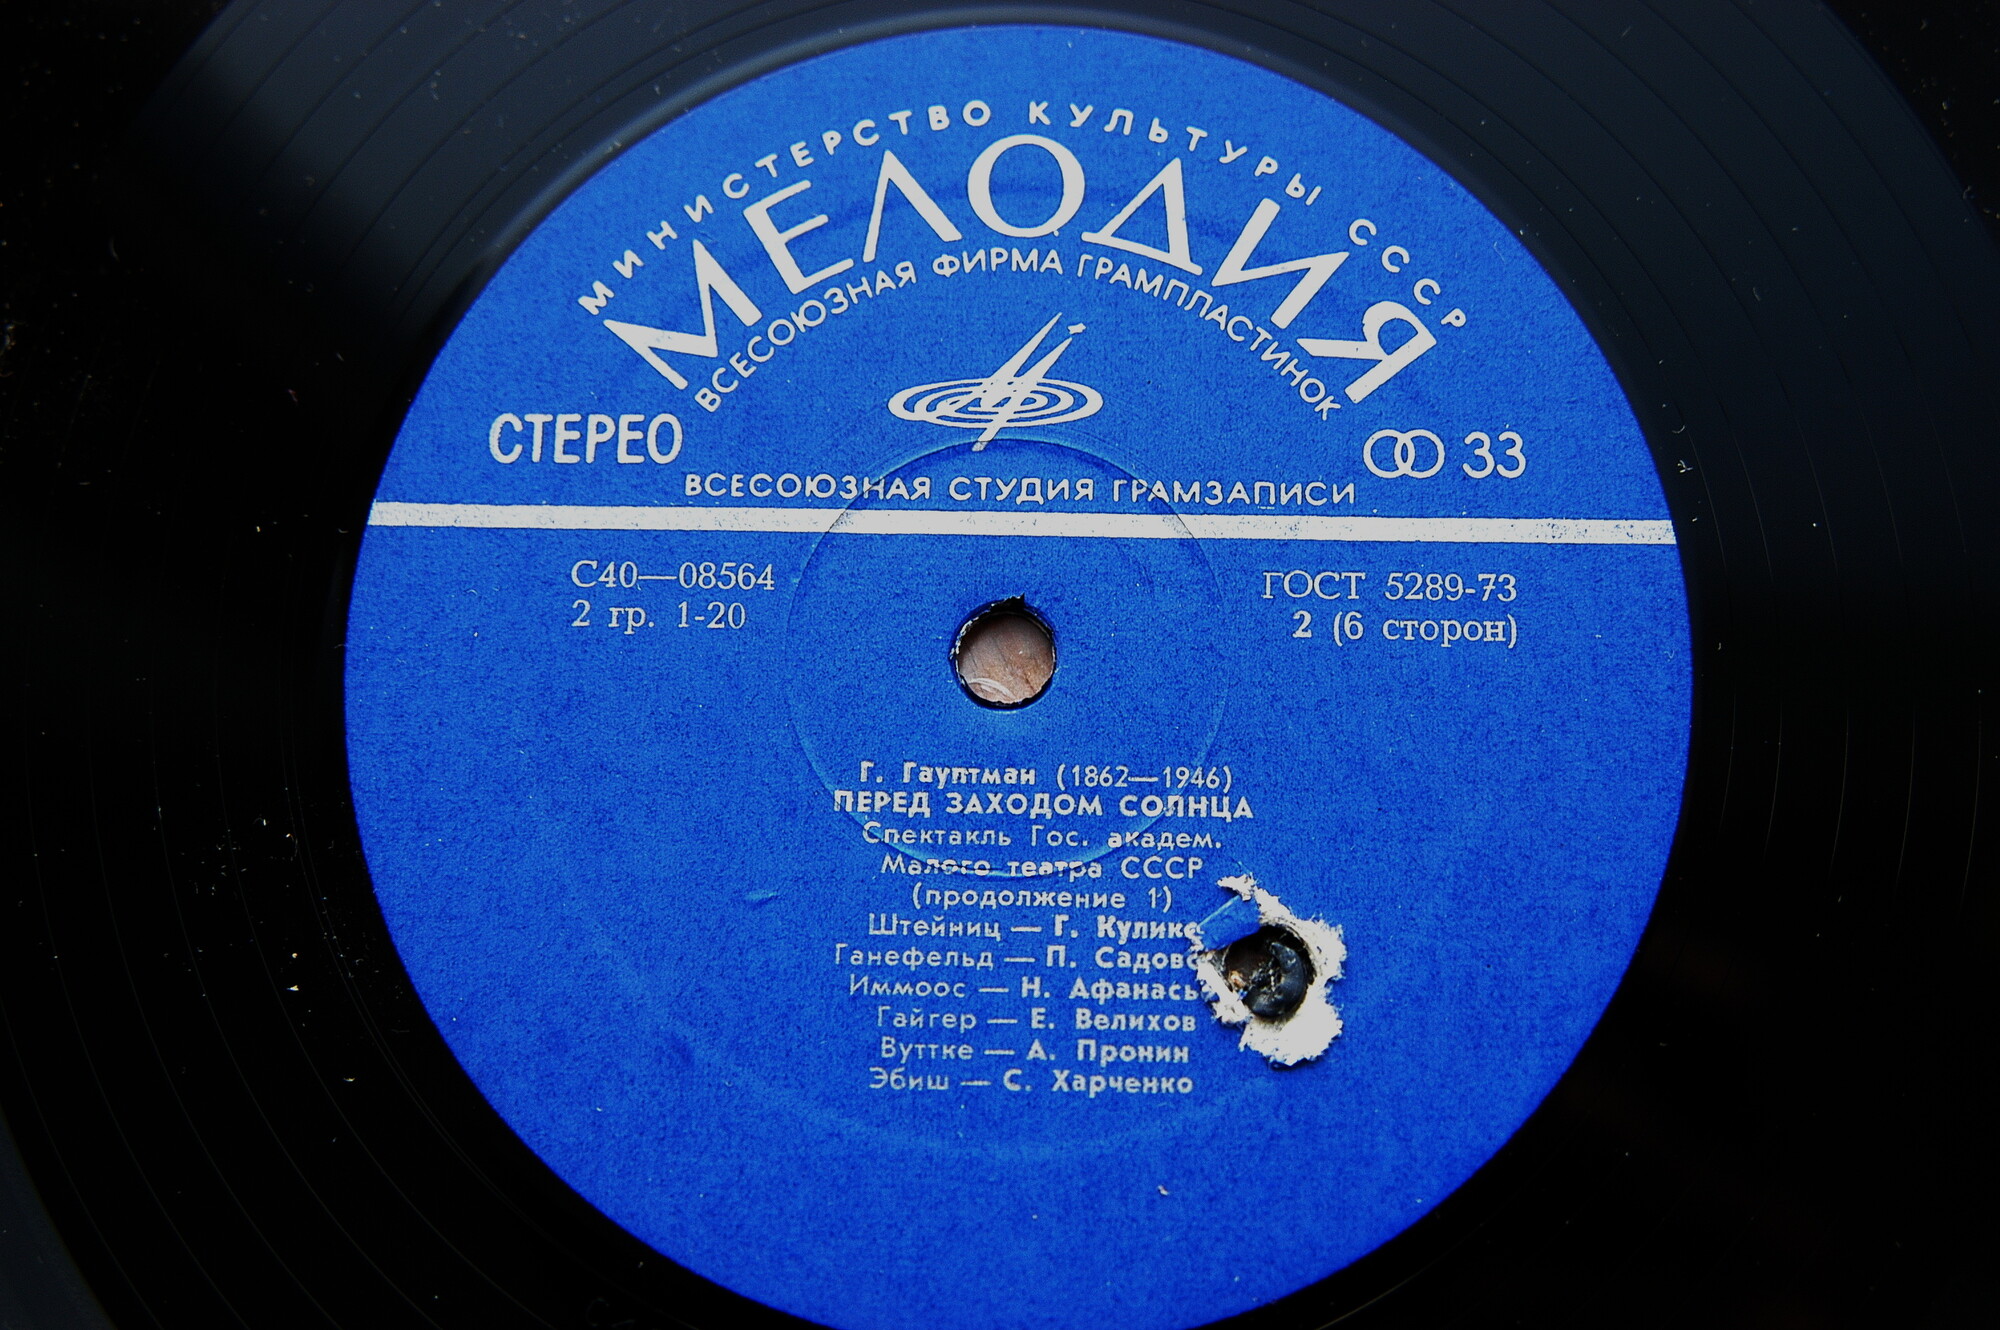 МИНИСТЕРСТВО КУЛЬТУРЫ СССР
МЕЛОДИЯ
ВСЕСОЮЗНАЯ ФИРМА ГРАМПЛАСТИНОК
СТЕРЕО
33
ВСЕСОЮЗНАЯ СТУДИЯ ГРАМЗАПИСИ
С40—08564
ГОСТ 5289-73
2 гр. 1-20
2 (6 сторон)
Г. Гауптман (1862—1946)
ПЕРЕД ЗАХОДОМ СОЛНЦА
Спектакль Гос. академ.
Малого театра СССР
(продолжение 1)
Штейниц — Г.
Ганефельд — П.
Иммоос — Н.
Гайгер — Е. Велихов
Вуттке — А. Пронин
Эбиш — С. Харченко